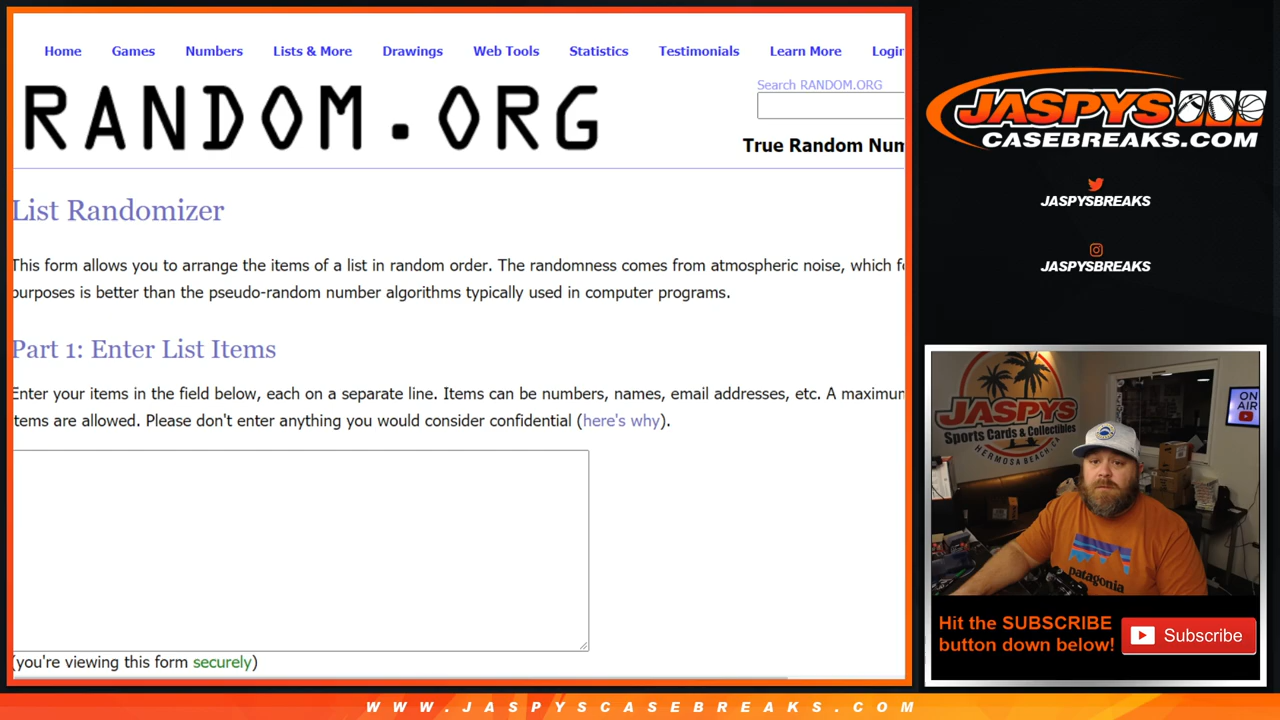 Home Games Numbers Lists & More Drawings Web Tools Statistics Testimonials Learn More Login
RANDOM.ORG
Search RANDOM.ORG
True Random Num
List Randomizer
This form allows you to arrange the items of a list in random order. The randomness comes from atmospheric noise, which f
purposes is better than the pseudo-random number algorithms typically used in computer programs.
Part 1: Enter List Items
Enter your items in the field below, each on a separate line. Items can be numbers, names, email addresses, etc. A maximum
items are allowed. Please don't enter anything you would consider confidential (here's why).
(you're viewing this form securely)
JASPYS
CASEBREAKS.COM
JASPYSBREAKS
JASPYSBREAKS
JASPYS
Sports Cards & Collectibles
HERMOSA BEACH, CA
ON
AIR
patagonia
Hit the SUBSCRIBE
button down below!
Subscribe
WWW.JASPYSCASEBREAKS.COM